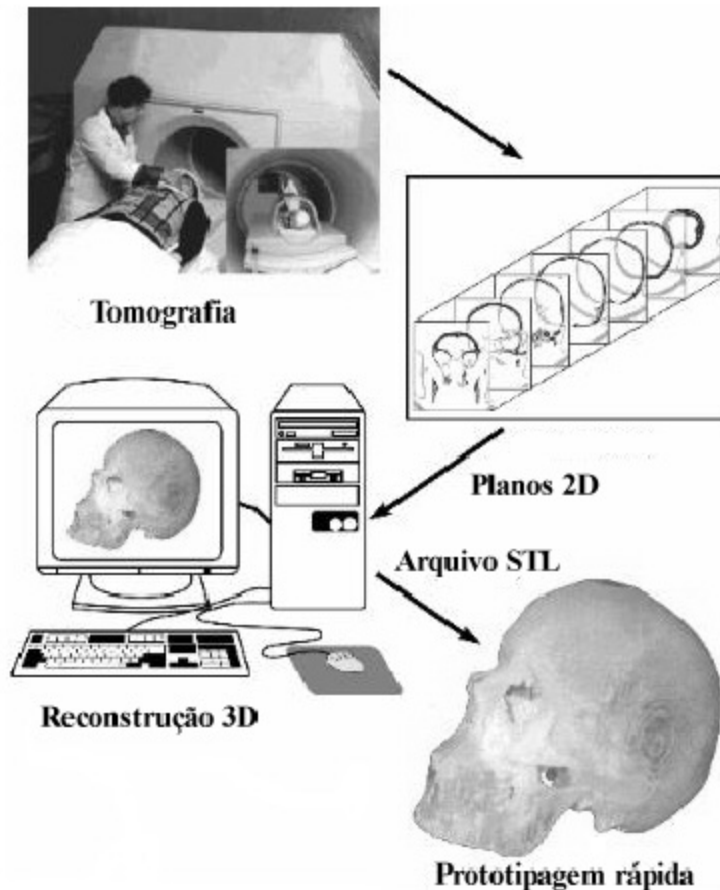 Tomografia
Planos 2D
Arquivo STL
Reconstrução 3D
Prototipagem rápida